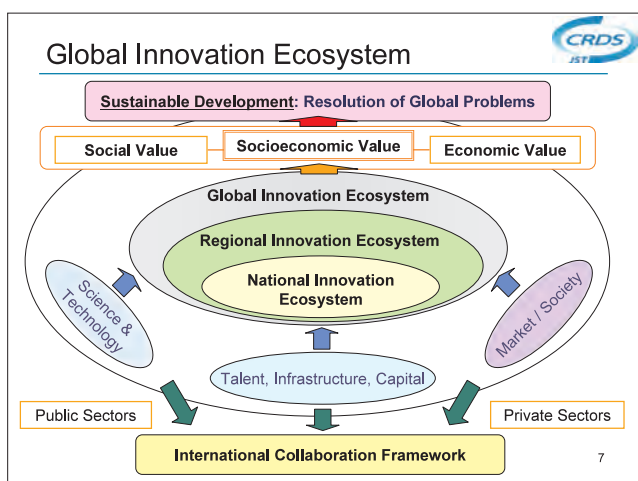 Global Innovation Ecosystem
CRDS
JST
Sustainable Development: Resolution of Global Problems
Social Value
Socioeconomic Value
Economic Value
Global Innovation Ecosystem
Regional Innovation Ecosystem
National Innovation
Ecosystem
Science &
Technology
Market / Society
Talent, Infrastructure, Capital
Public Sectors
Private Sectors
International Collaboration Framework
7